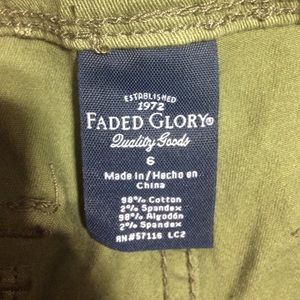 ESTABLISHED
1972
FADED GLORY®
Quality Goods
6
Made in/Hecho en
China
98% Cotton
2% Spandex
98% Algodón
2% Spandex
RN#57116 LC2